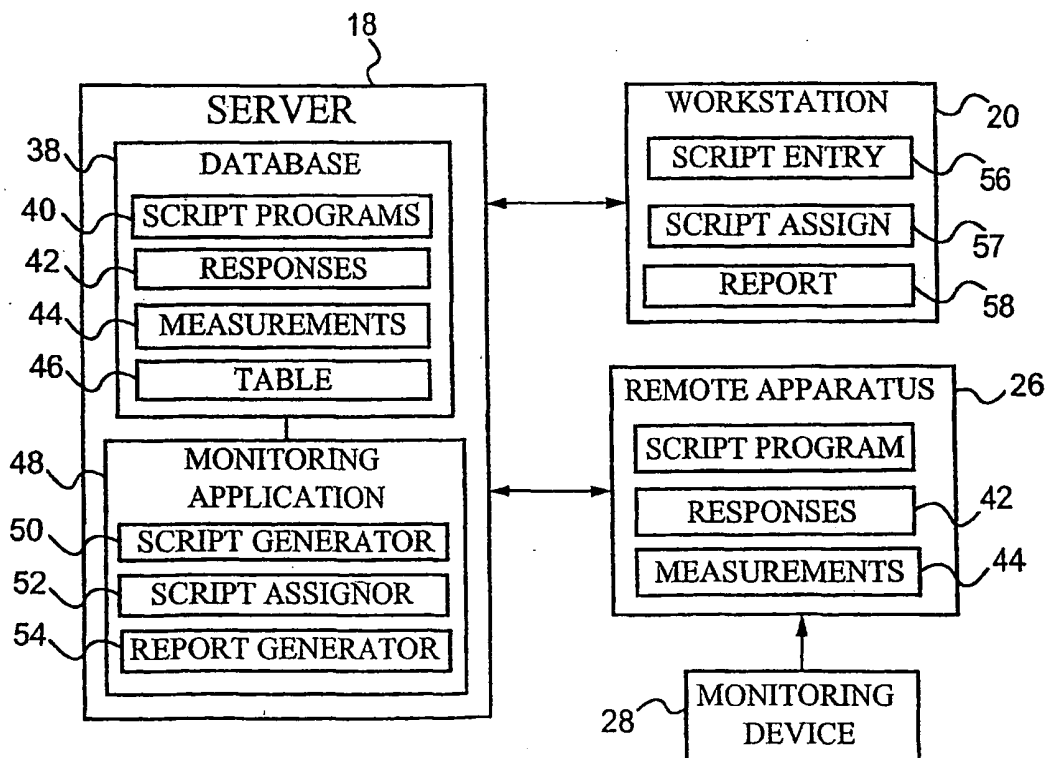 18
SERVER
38
DATABASE
40
SCRIPT PROGRAMS
42
RESPONSES
44
MEASUREMENTS
46
TABLE
48
MONITORING
APPLICATION
50
SCRIPT GENERATOR
52
SCRIPT ASSIGNOR
54
REPORT GENERATOR
WORKSTATION
20
SCRIPT ENTRY
56
SCRIPT ASSIGN
57
REPORT
58
REMOTE APPARATUS
26
SCRIPT PROGRAM
RESPONSES
42
MEASUREMENTS
44
28
MONITORING
DEVICE